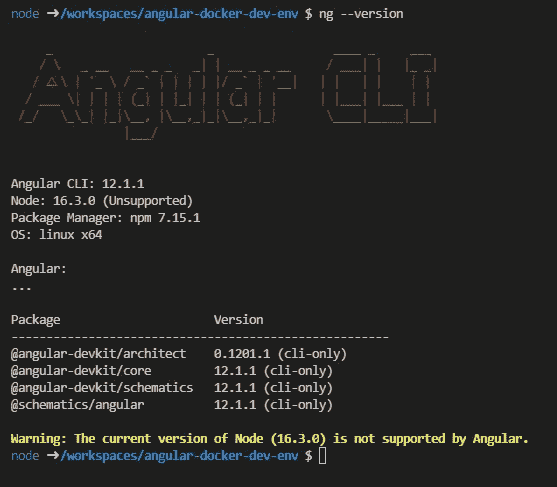 node ➜/workspaces/angular-docker-dev-env $ ng --version
Angular CLI
Angular CLI: 12.1.1
Node: 16.3.0 (Unsupported)
Package Manager: npm 7.15.1
OS: linux x64
Angular:
...
Package Version
------------------------------------------------------
@angular-devkit/architect 0.1201.1 (cli-only)
@angular-devkit/core 12.1.1 (cli-only)
@angular-devkit/schematics 12.1.1 (cli-only)
@schematics/angular 12.1.1 (cli-only)
Warning: The current version of Node (16.3.0) is not supported by Angular.
node ➜/workspaces/angular-docker-dev-env $